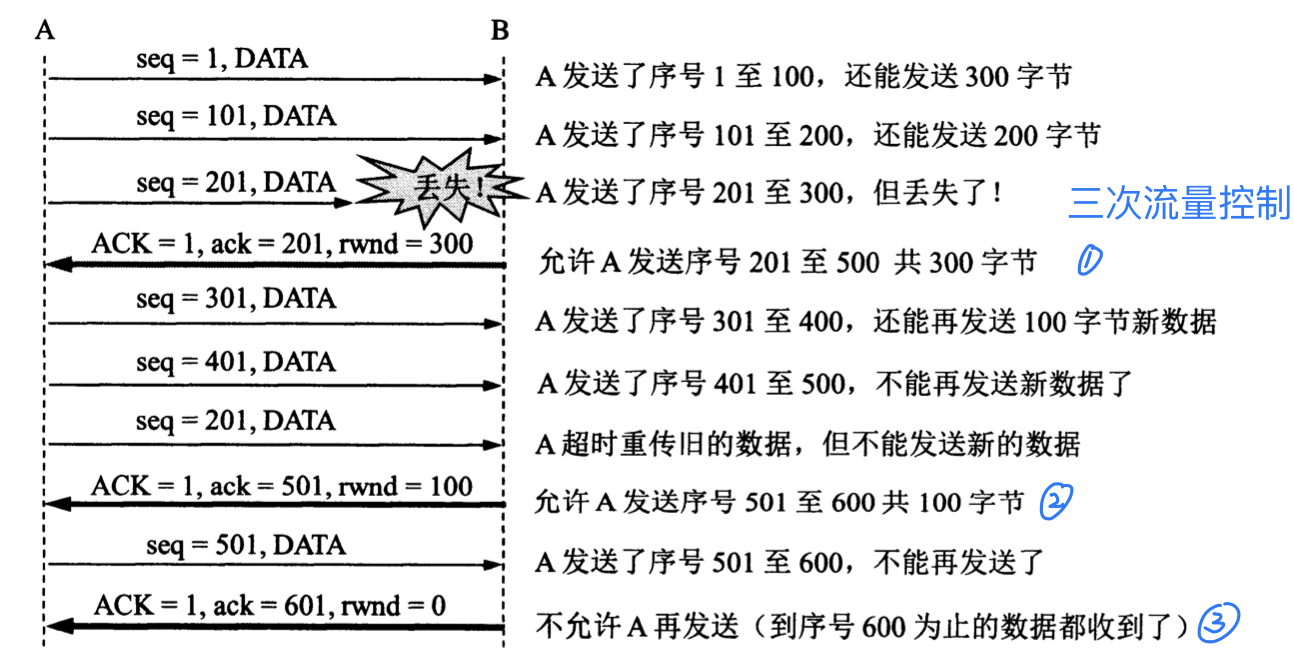 A B
seq = 1, DATA
A 发送了序号 1 至 100，还能发送 300 字节
seq = 101, DATA
A 发送了序号 101 至 200，还能发送 200 字节
seq = 201, DATA
丢失！
A 发送了序号 201 至 300，但丢失了！
三次流量控制
ACK = 1, ack = 201, rwnd = 300
允许 A 发送序号 201 至 500 共 300 字节 ①
seq = 301, DATA
A 发送了序号 301 至 400，还能再发送 100 字节新数据
seq = 401, DATA
A 发送了序号 401 至 500，不能再发送新数据了
seq = 201, DATA
A 超时重传旧的数据，但不能发送新的数据
ACK = 1, ack = 501, rwnd = 100
允许 A 发送序号 501 至 600 共 100 字节 ②
seq = 501, DATA
A 发送了序号 501 至 600，不能再发送了
ACK = 1, ack = 601, rwnd = 0
不允许 A 再发送（到序号 600 为止的数据都收到了）③